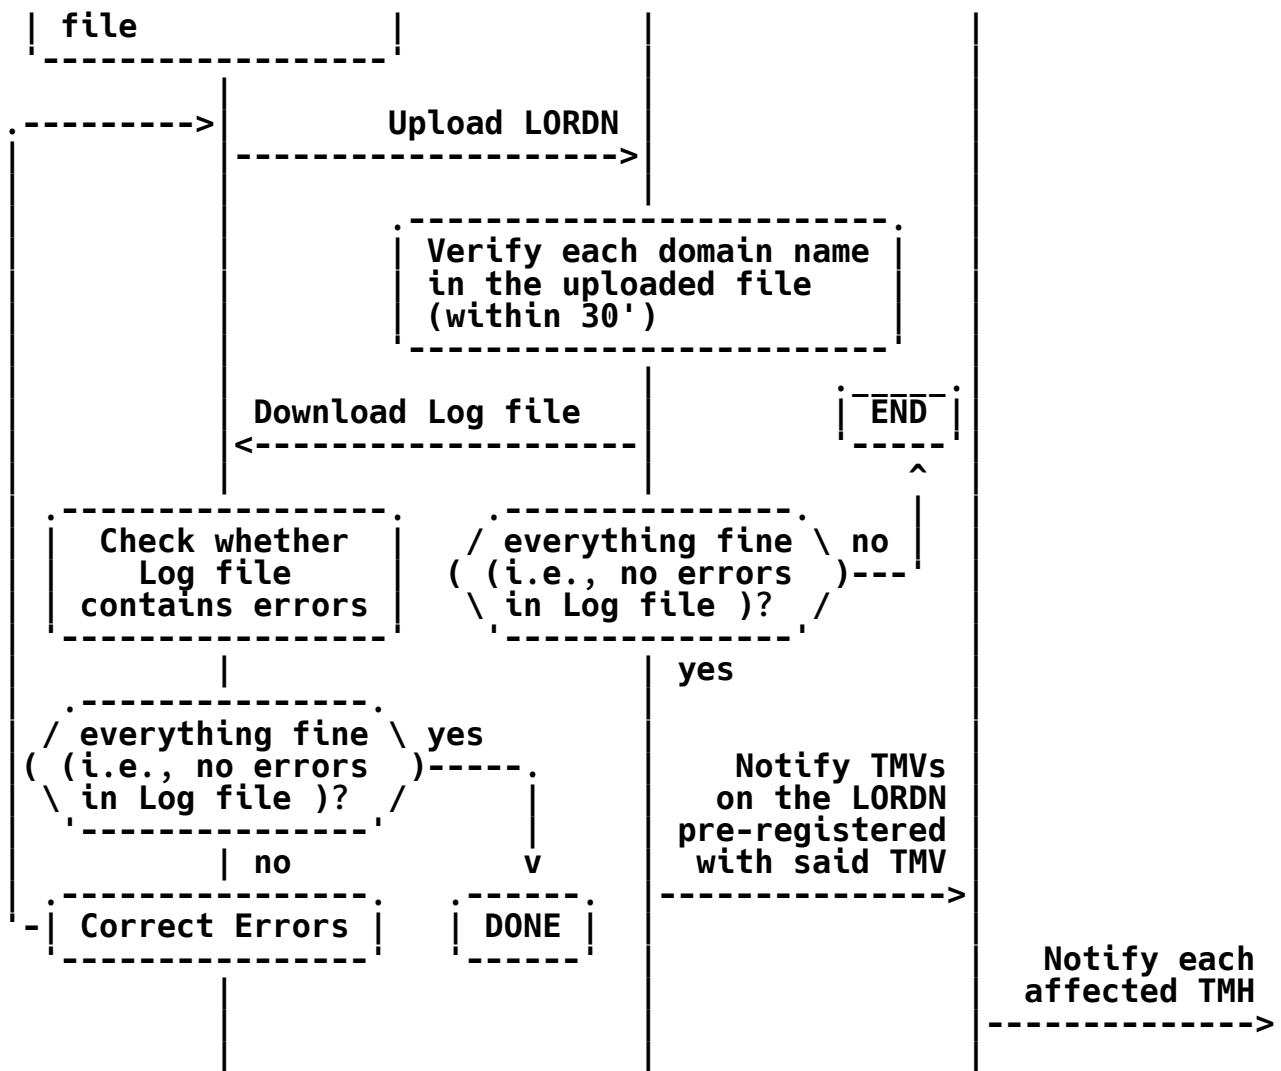 file
Upload LORDN
Verify each domain name
in the uploaded file
(within 30')
Download Log file
END
Check whether
Log file
contains errors
everything fine
(i.e., no errors
in Log file )?
no
yes
everything fine
(i.e., no errors
in Log file )?
yes
Notify TMVs
on the LORDN
pre-registered
with said TMV
no
Correct Errors
DONE
Notify each
affected TMH